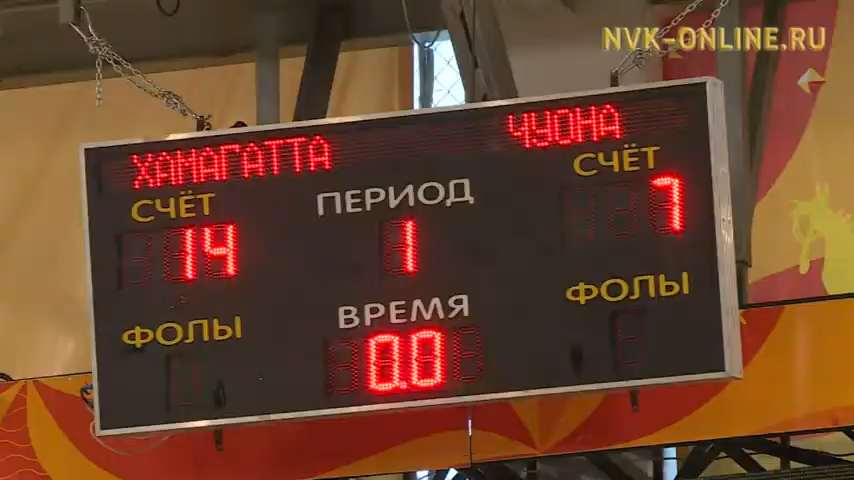 NVK-ONLINE.RU
ХАМАГАТТА ЧУОНА
СЧЁТ ПЕРИОД СЧЁТ
14 1 7
ФОЛЫ ВРЕМЯ ФОЛЫ
0.0